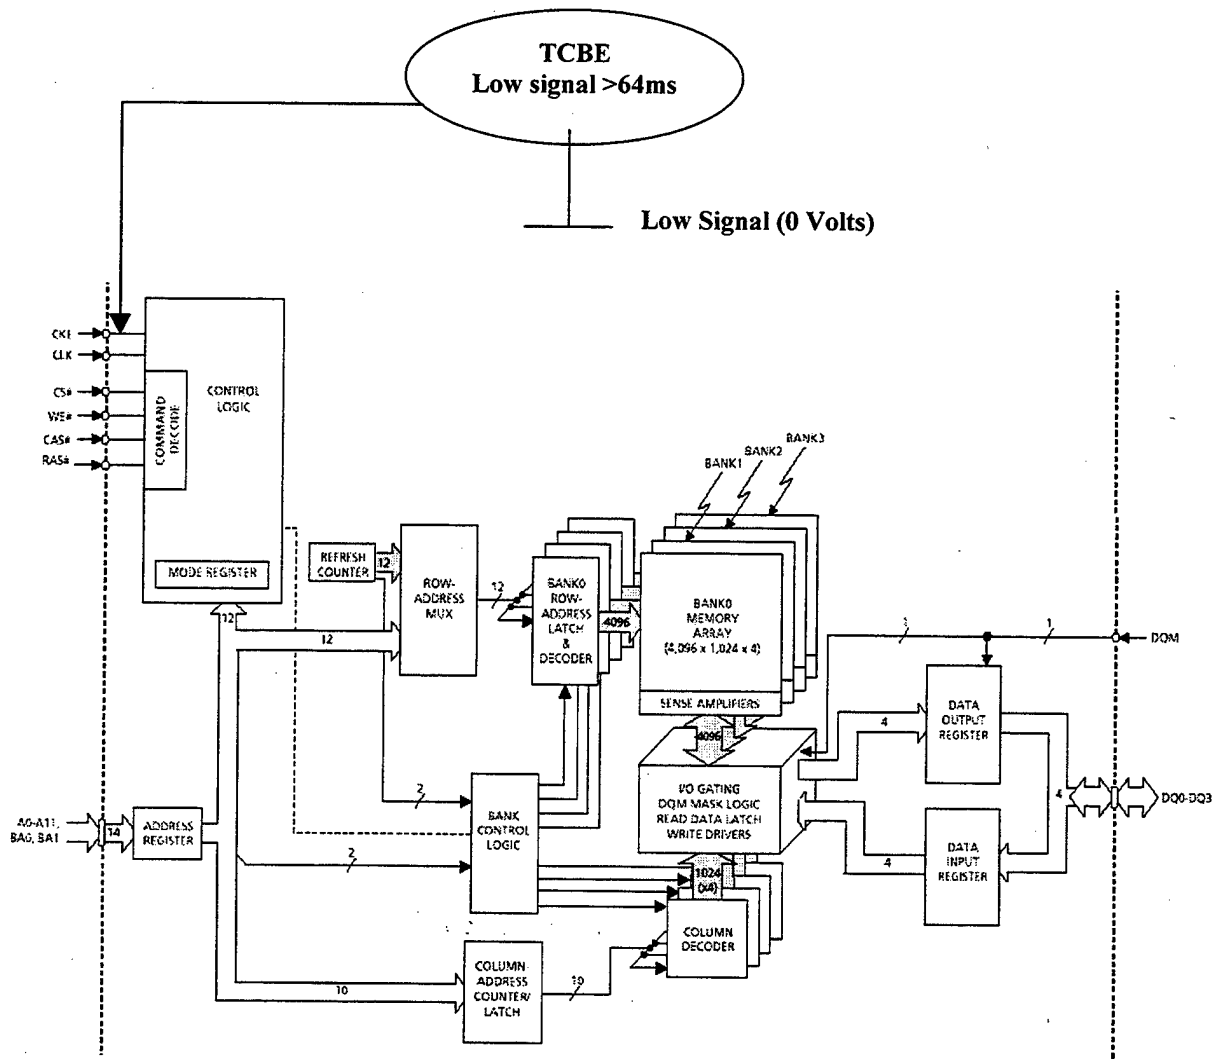 TCBE
Low signal >64ms
Low Signal (0 Volts)
CKE
CLK
CS#
WE#
CAS#
RAS#
COMMAND
DECODE
CONTROL
LOGIC
MODE REGISTER
BANK3
BANK2
BANK1
REFRESH
COUNTER
12
ROW-
ADDRESS
MUX
12
BANK0
ROW-
ADDRESS
LATCH
&
DECODER
4096
BANK0
MEMORY
ARRAY
(4,096 x 1,024 x 4)
SENSE AMPLIFIERS
12
12
1
1
DQM
4096
4
DATA
OUTPUT
REGISTER
I/O GATING
DQM MASK LOGIC
READ DATA LATCH
WRITE DRIVERS
4
DQ0-DQ3
2
BANK
CONTROL
LOGIC
A0-A11,
BA0, BA1
14
ADDRESS
REGISTER
2
4
DATA
INPUT
REGISTER
1024
(x4)
COLUMN
DECODER
COLUMN-
ADDRESS
COUNTER/
LATCH
10
10